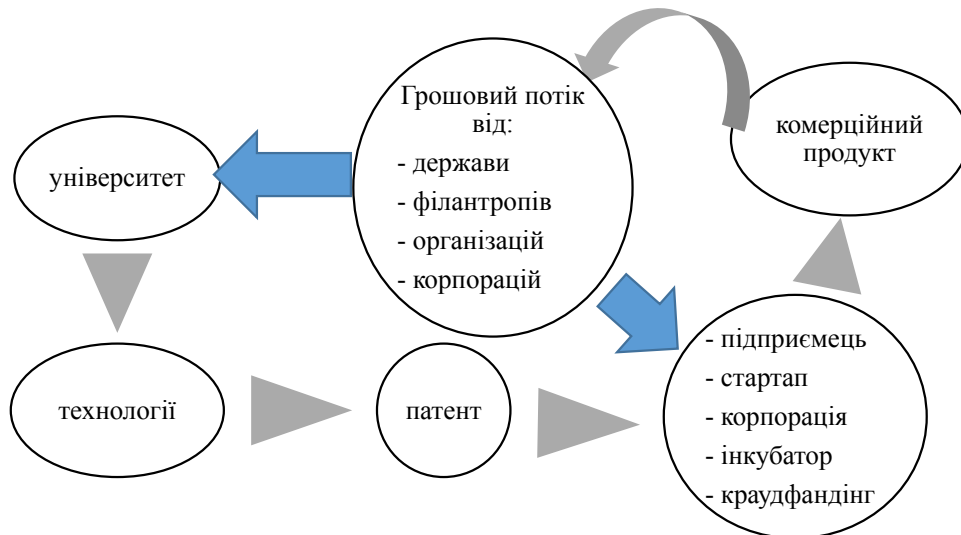 Грошовий потік
від:
- держави
- філантропів
- організацій
- корпорацій
комерційний
продукт
університет
технології
патент
- підприємець
- стартап
- корпорація
- інкубатор
- краудфандінг